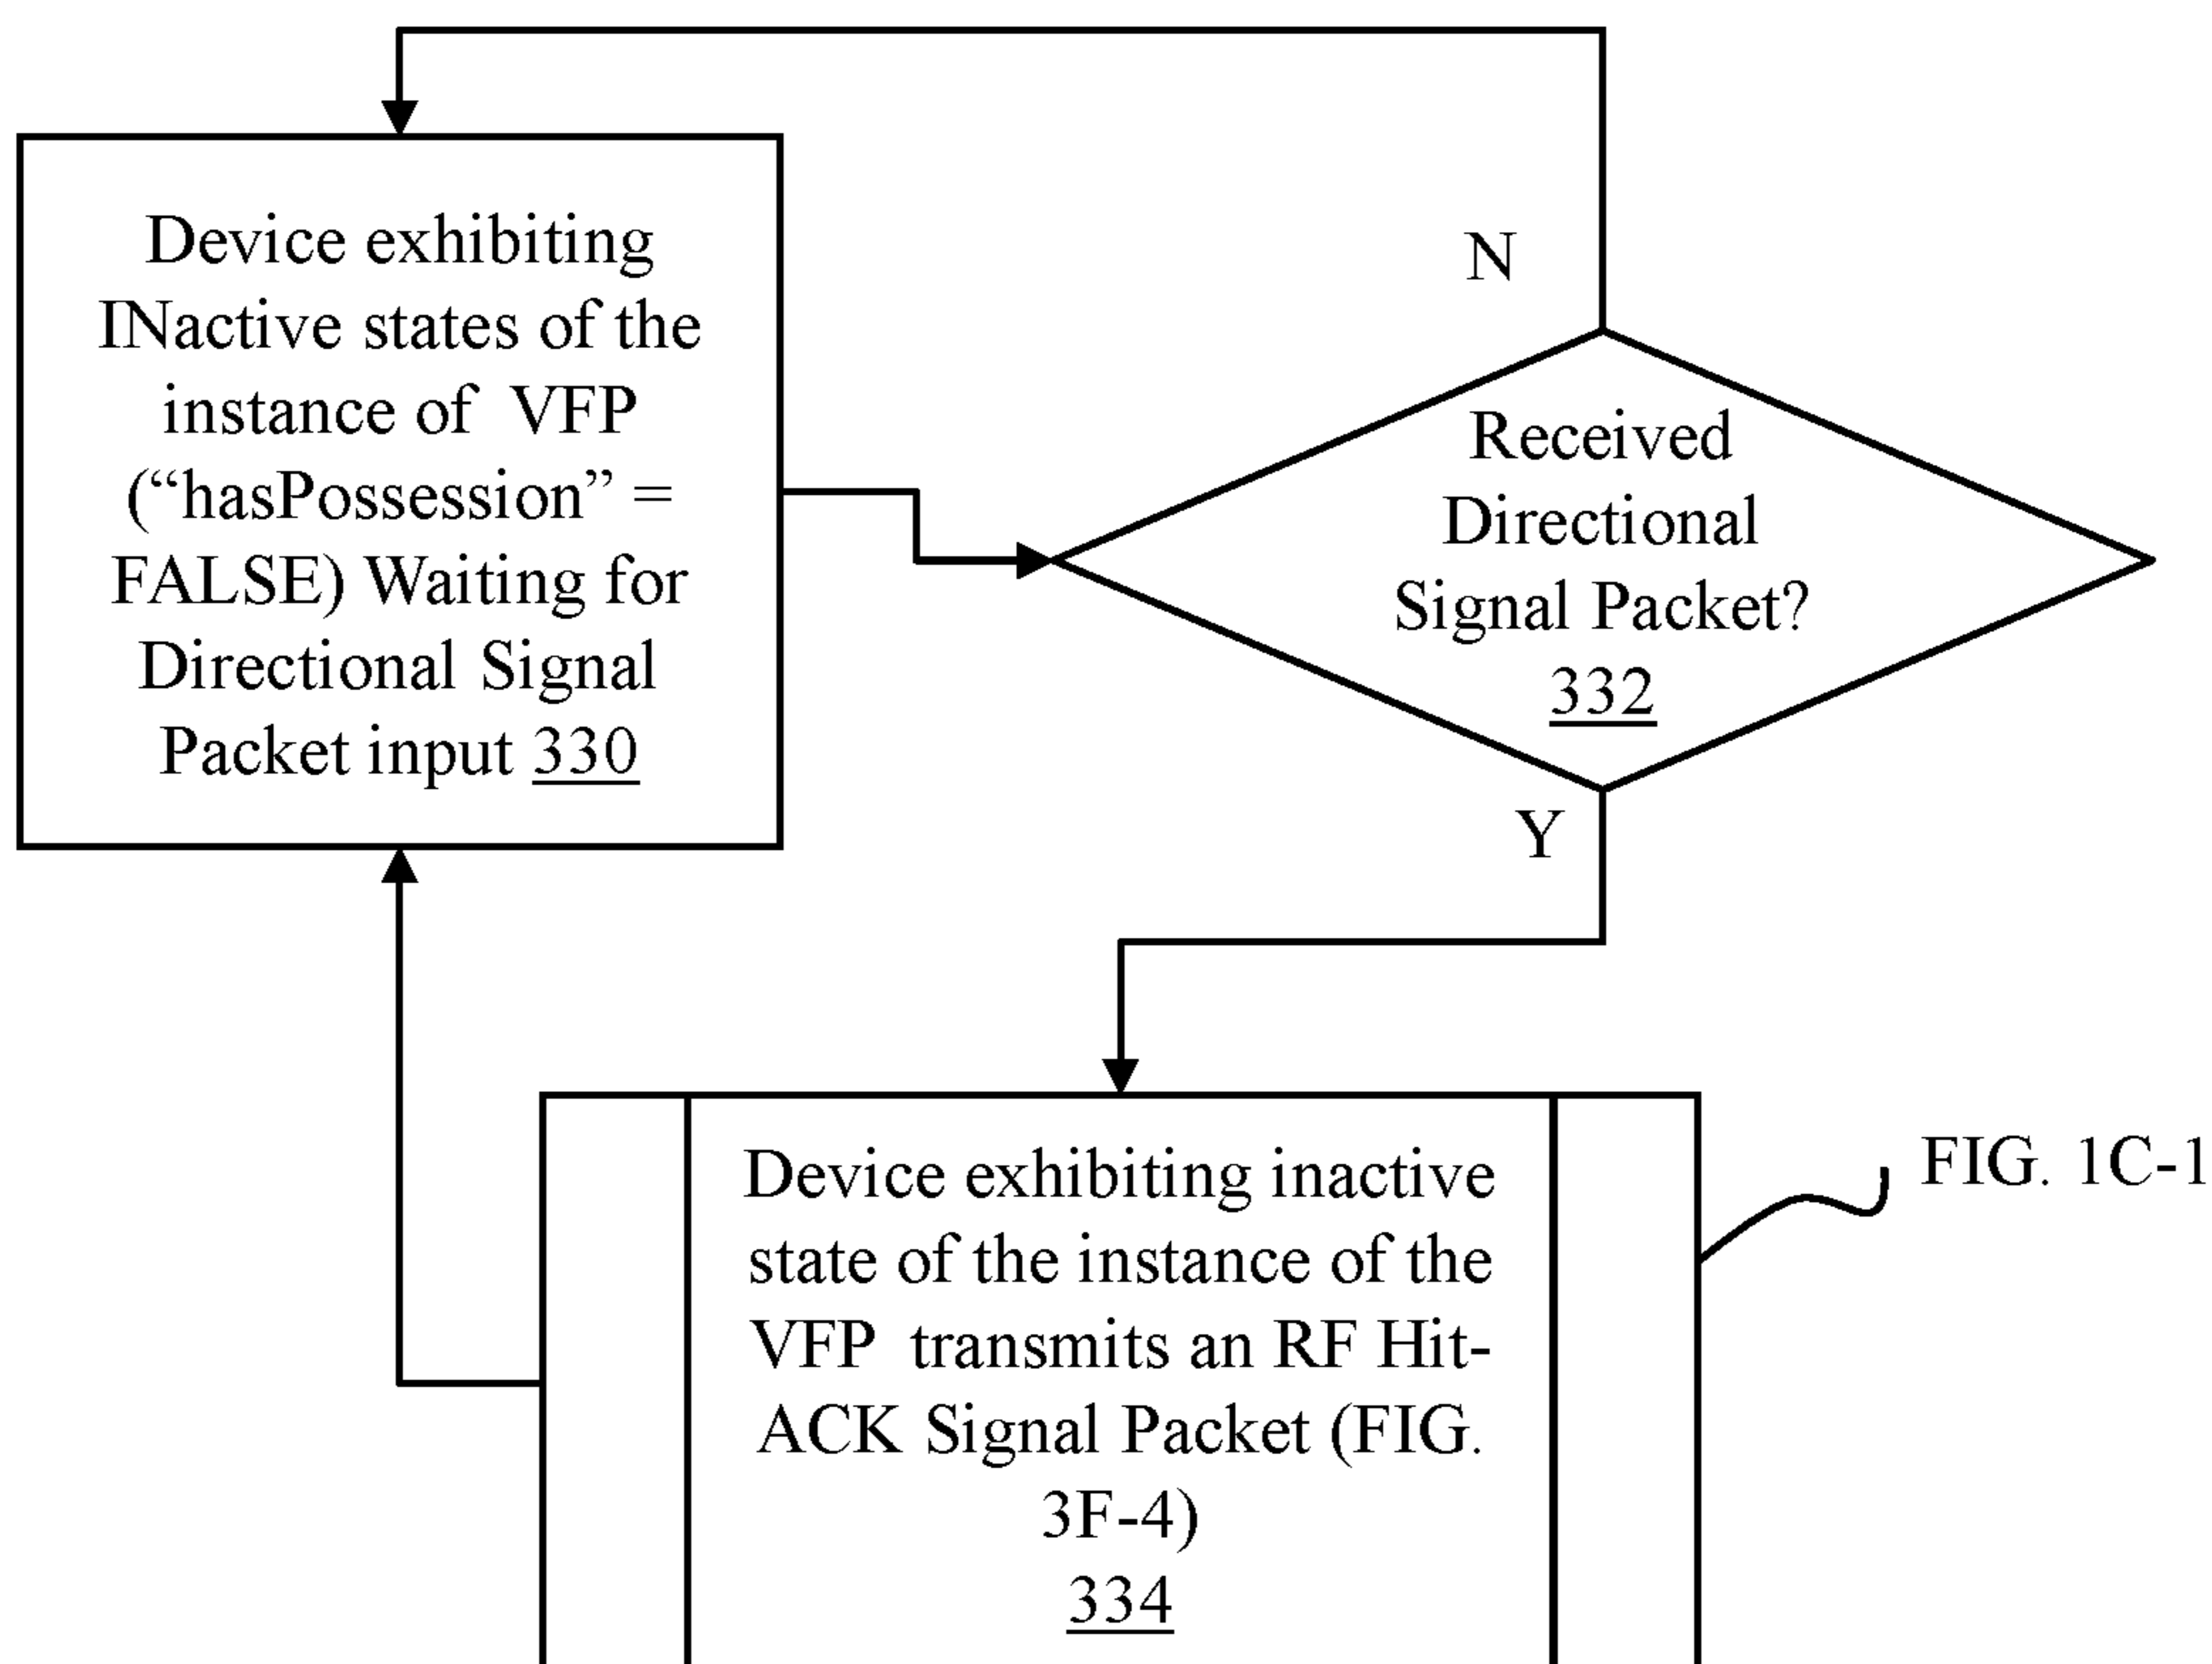 Device exhibiting
INactive states of the
instance of VFP
(“hasPossession” =
FALSE) Waiting for
Directional Signal
Packet input 330
N
Received
Directional
Signal Packet?
332
Y
Device exhibiting inactive
state of the instance of the
VFP transmits an RF Hit-
ACK Signal Packet (FIG.
3F-4)
334
FIG. 1C-1